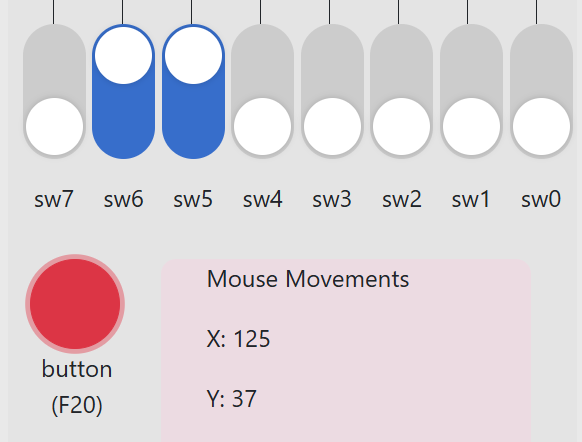 sw7 sw6 sw5 sw4 sw3 sw2 sw1 sw0
Mouse Movements
X: 125
Y: 37
button
(F20)